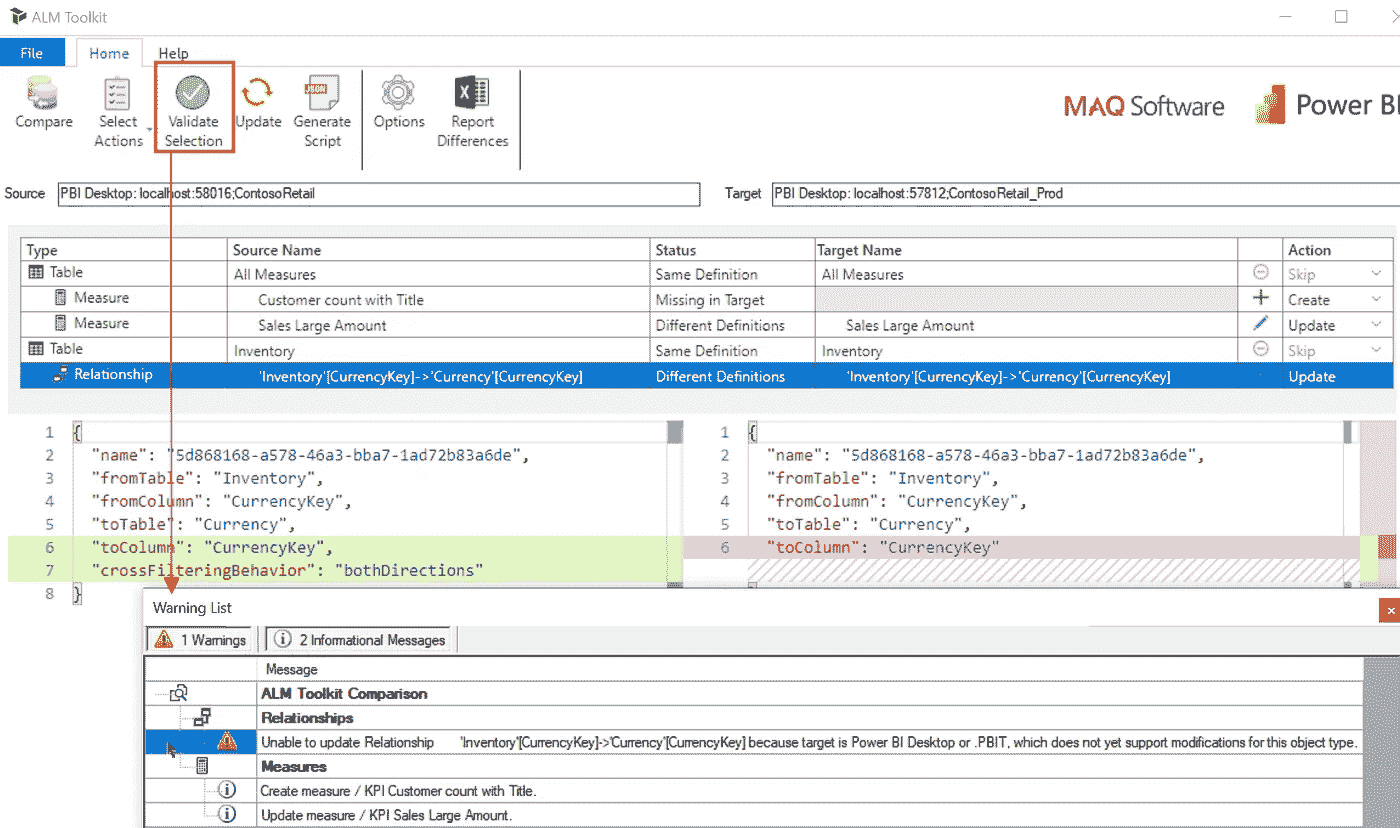 ALM Toolkit
File Home Help
Compare Select Actions Validate Selection Update JSON Generate Script Options X Report Differences
MAQ Software Power BI
Source PBI Desktop: localhost:58016;ContosoRetail Target PBI Desktop: localhost:57812;ContosoRetail_Prod
Type Source Name Status Target Name Action
Table All Measures Same Definition All Measures Skip
Measure Customer count with Title Missing in Target Create
Measure Sales Large Amount Different Definitions Sales Large Amount Update
Table Inventory Same Definition Inventory Skip
Relationship 'Inventory'[CurrencyKey]->'Currency'[CurrencyKey] Different Definitions 'Inventory'[CurrencyKey]->'Currency'[CurrencyKey] Update
1 { 1 {
2 "name": "5d868168-a578-46a3-bba7-1ad72b83a6de", 2 "name": "5d868168-a578-46a3-bba7-1ad72b83a6de",
3 "fromTable": "Inventory", 3 "fromTable": "Inventory",
4 "fromColumn": "CurrencyKey", 4 "fromColumn": "CurrencyKey",
5 "toTable": "Currency", 5 "toTable": "Currency",
6 "toColumn": "CurrencyKey", 6 "toColumn": "CurrencyKey"
7 "crossFilteringBehavior": "bothDirections"
8 }
Warning List
1 Warnings 2 Informational Messages
Message
ALM Toolkit Comparison
Relationships
Unable to update Relationship 'Inventory'[CurrencyKey]->'Currency'[CurrencyKey] because target is Power BI Desktop or .PBIT, which does not yet support modifications for this object type.
Measures
Create measure / KPI Customer count with Title.
Update measure / KPI Sales Large Amount.